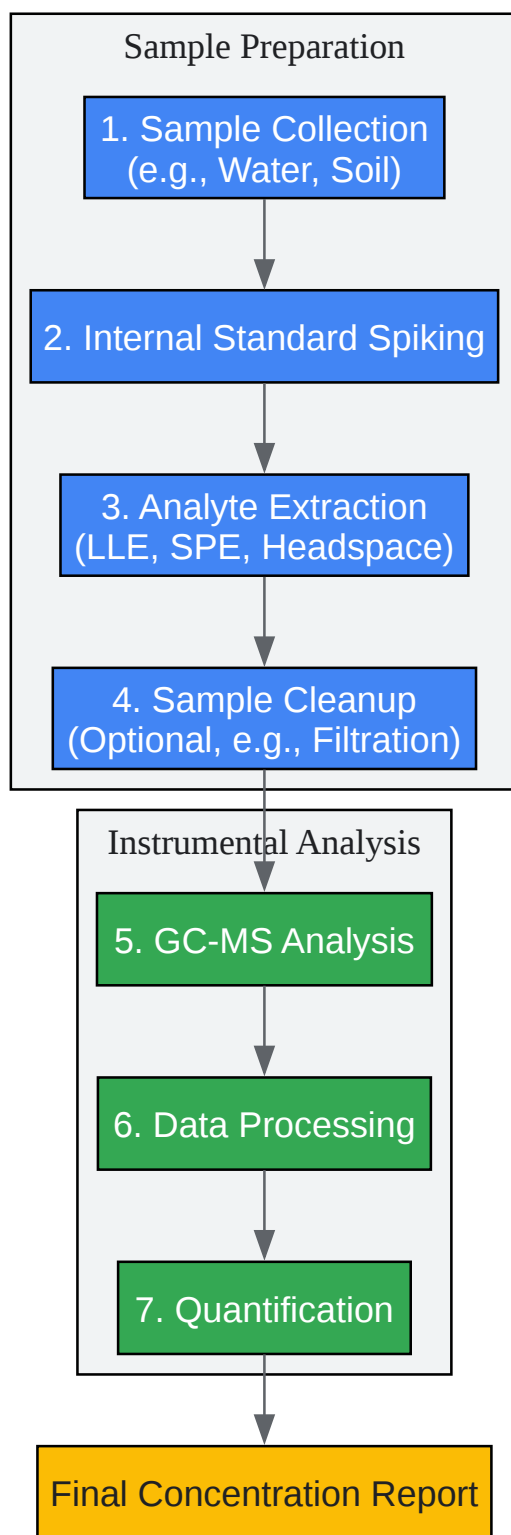 Sample Preparation
1. Sample Collection
(e.g., Water, Soil)
2. Internal Standard Spiking
3. Analyte Extraction
(LLE, SPE, Headspace)
4. Sample Cleanup
(Optional, e.g., Filtration)
Instrumental Analysis
5. GC-MS Analysis
6. Data Processing
7. Quantification
Final Concentration Report